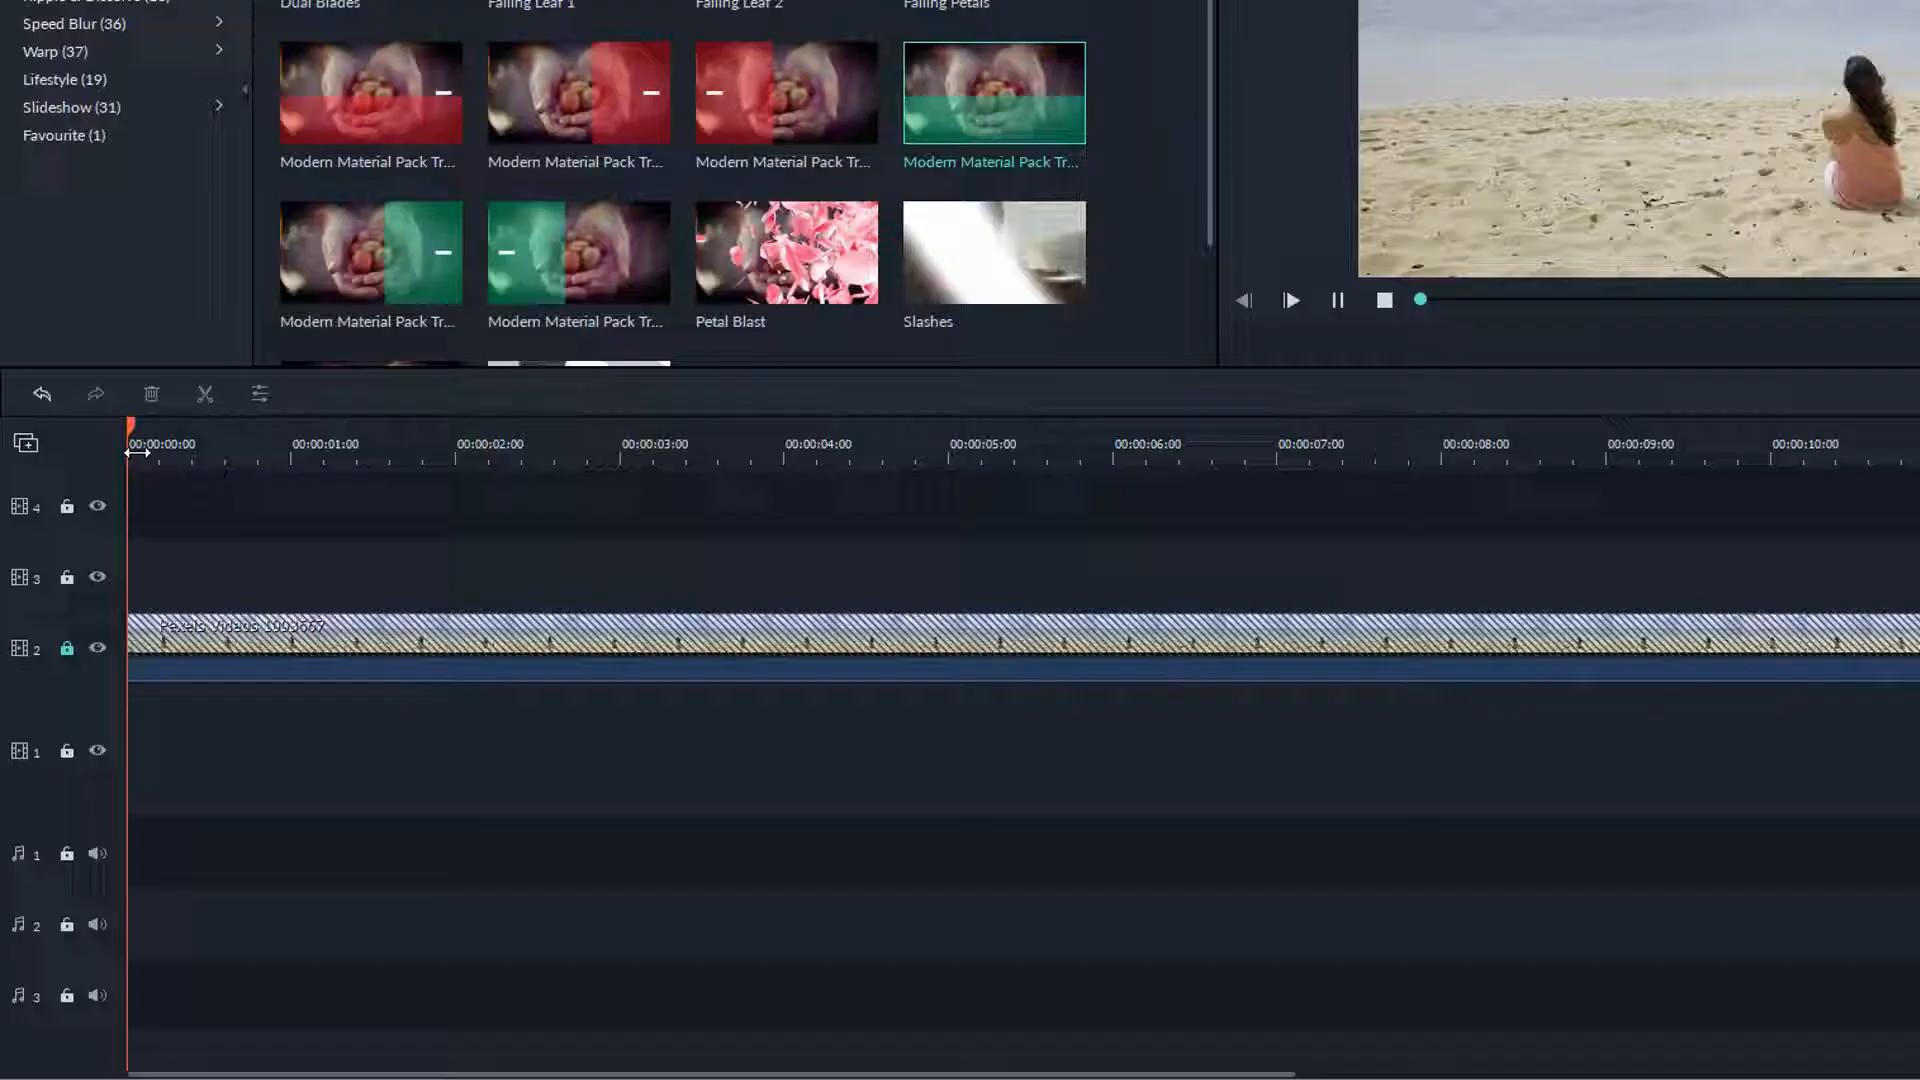 Speed Blur (36)
Warp (37)
Lifestyle (19)
Slideshow (31)
Favourite (1)
Dual Blades
Falling Leaf 1
Falling Leaf 2
Falling Petals
Modern Material Pack Tr...
Modern Material Pack Tr...
Modern Material Pack Tr...
Modern Material Pack Tr...
Modern Material Pack Tr...
Modern Material Pack Tr...
Petal Blast
Slashes
00:00:00:00
00:00:01:00
00:00:02:00
00:00:03:00
00:00:04:00
00:00:05:00
00:00:06:00
00:00:07:00
00:00:08:00
00:00:09:00
00:00:10:00
4
3
Pexels Videos 1093667
2
1
1
2
3